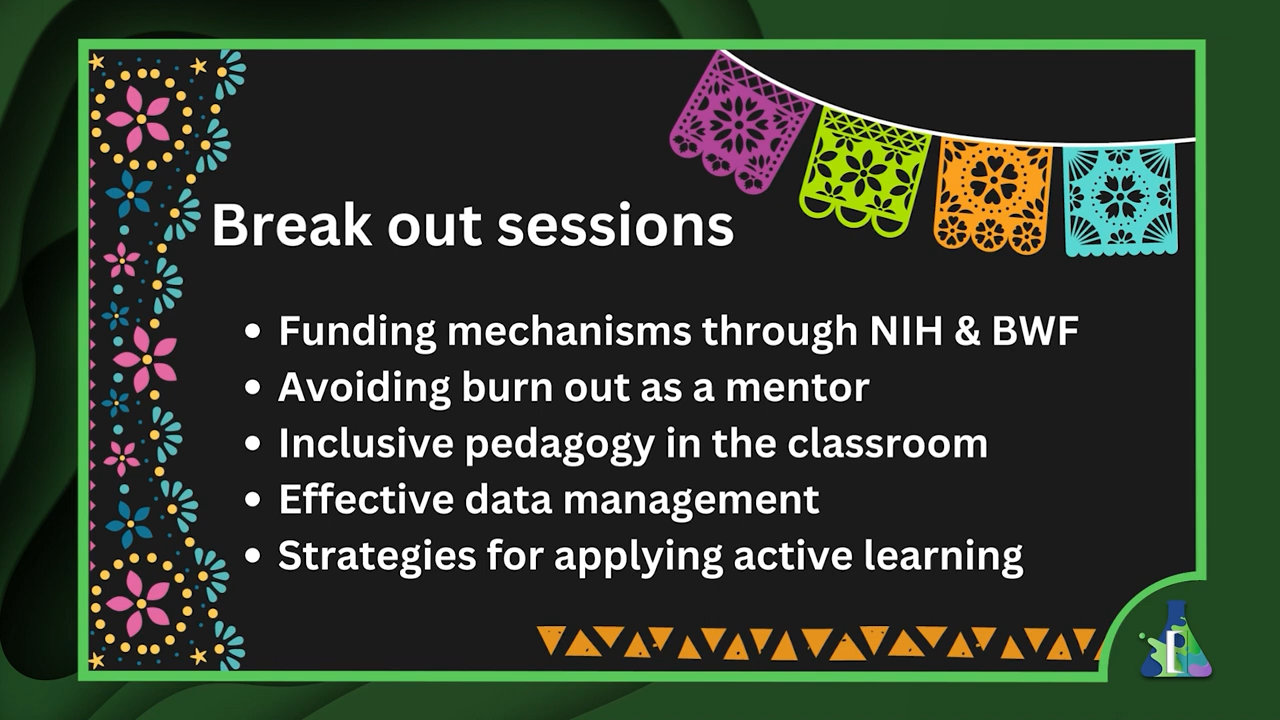 Break out sessions
Funding mechanisms through NIH & BWF
Avoiding burn out as a mentor
Inclusive pedagogy in the classroom
Effective data management
Strategies for applying active learning